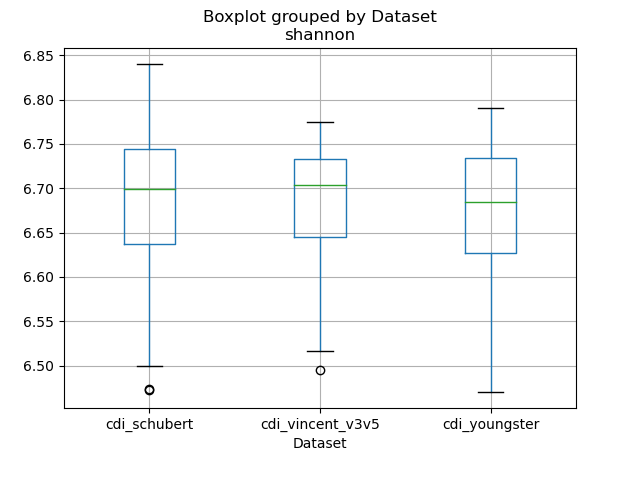 Boxplot grouped by Dataset
shannon
6.85
6.80
6.75
6.70
6.65
6.60
6.55
6.50
cdi_schubert cdi_vincent_v3v5 cdi_youngster
Dataset